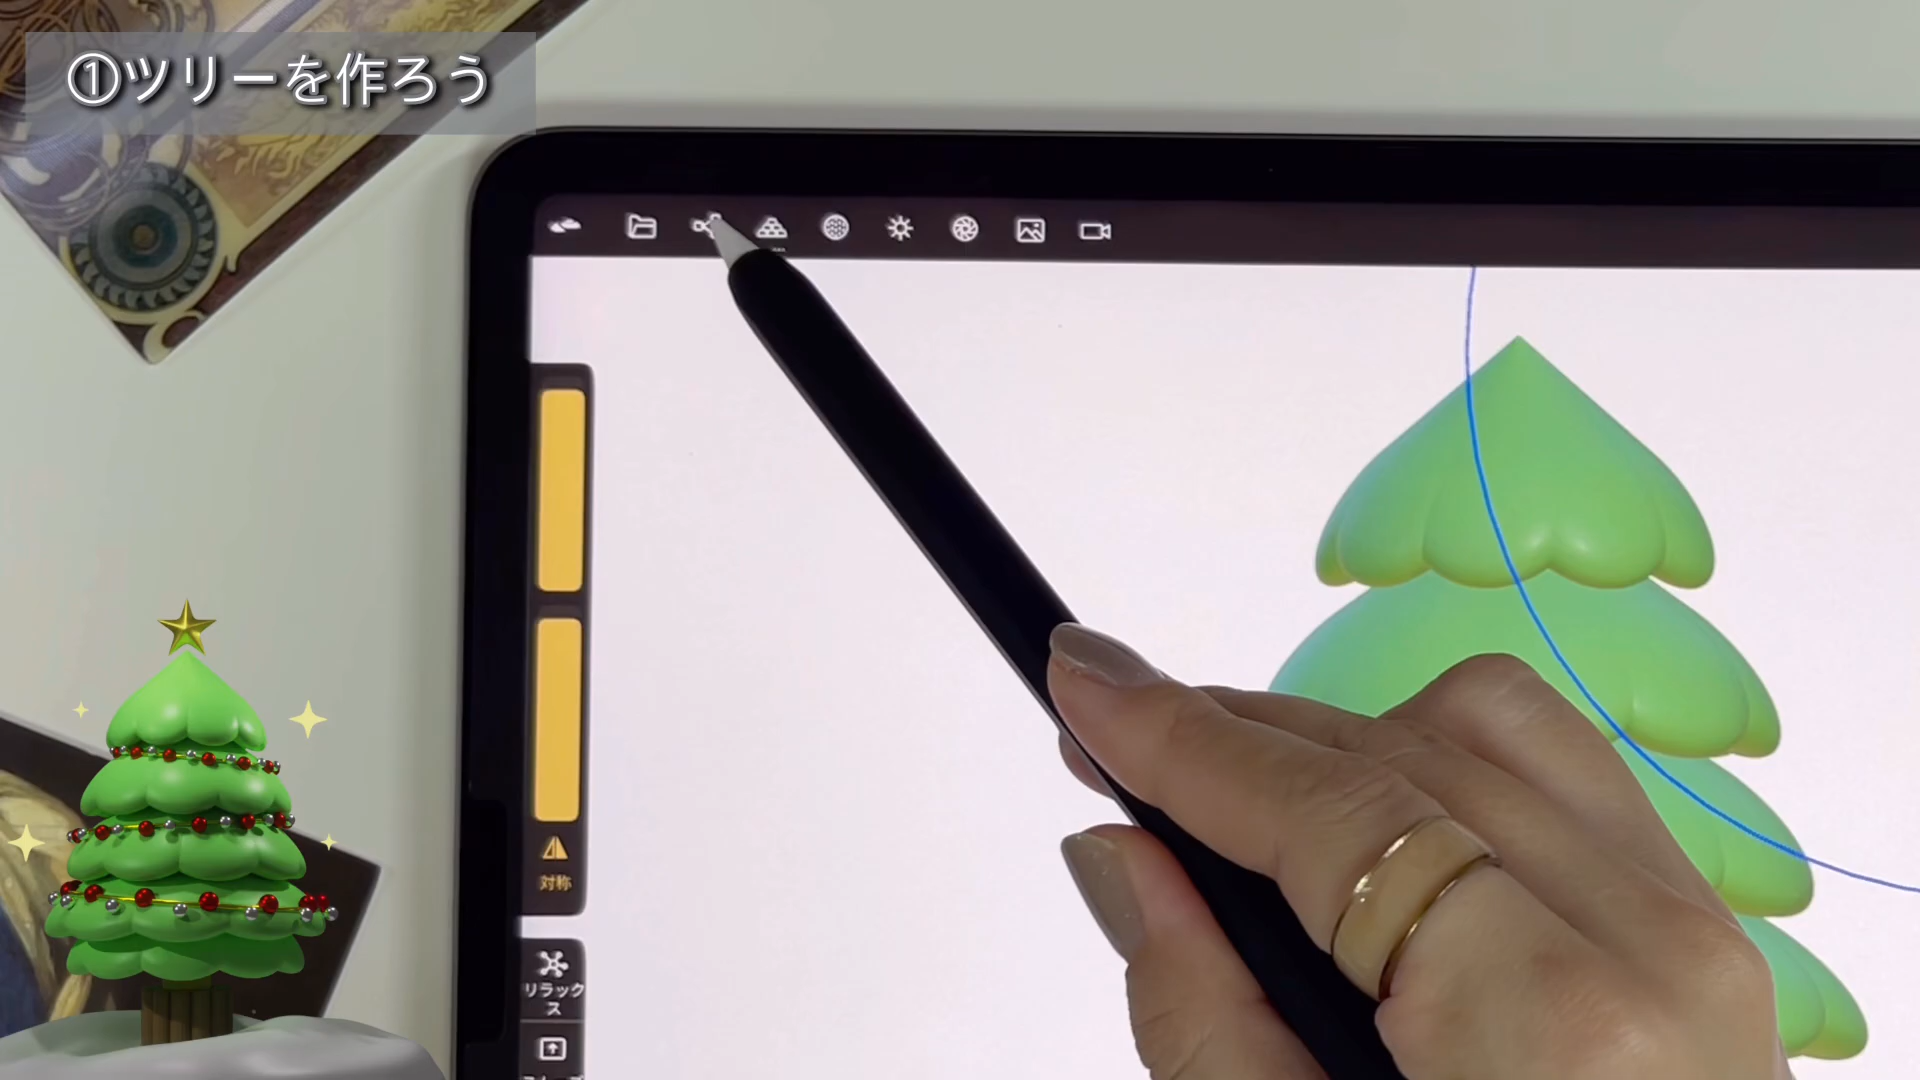 ①ツリーを作ろう
対称
リラック
ス